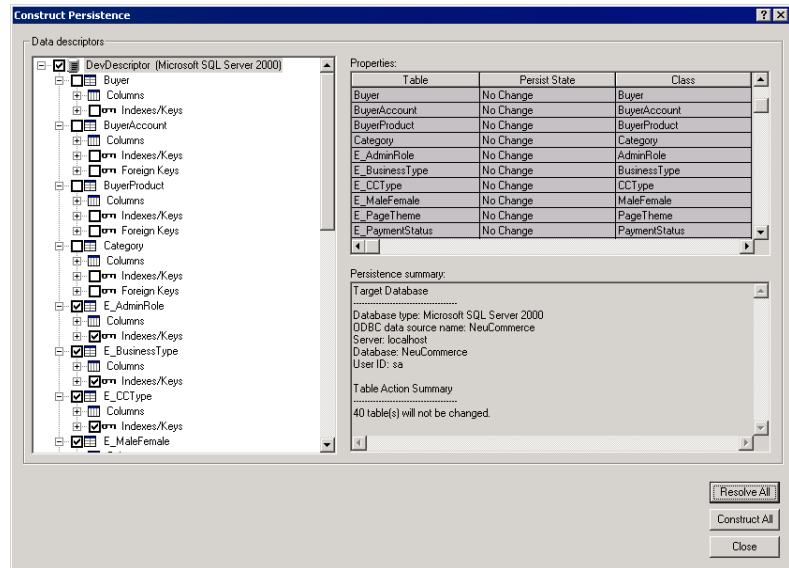 Construct Persistence
Data descriptors
DevDescriptor (Microsoft SQL Server 2000)
Buyer
Columns
Indexes/Keys
BuyerAccount
Columns
Indexes/Keys
Foreign Keys
BuyerProduct
Columns
Indexes/Keys
Foreign Keys
Category
Columns
Indexes/Keys
Foreign Keys
E_AdminRole
Columns
Indexes/Keys
E_BusinessType
Columns
Indexes/Keys
E_CCType
Columns
Indexes/Keys
E_MaleFemale
Properties:
Table Persist State Class
Buyer No Change Buyer
BuyerAccount No Change BuyerAccount
BuyerProduct No Change BuyerProduct
Category No Change Category
E_AdminRole No Change AdminRole
E_BusinessType No Change BusinessType
E_CCType No Change CCType
E_MaleFemale No Change MaleFemale
E_PageTheme No Change PageTheme
E_PaymentStatus No Change PaymentStatus
Persistence summary:
Target Database
------------------------------------
Database type: Microsoft SQL Server 2000
ODBC data source name: NeuCommerce
Server: localhost
Database: NeuCommerce
User ID: sa
Table Action Summary
------------------------------------
40 table(s) will not be changed.
Resolve All
Construct All
Close